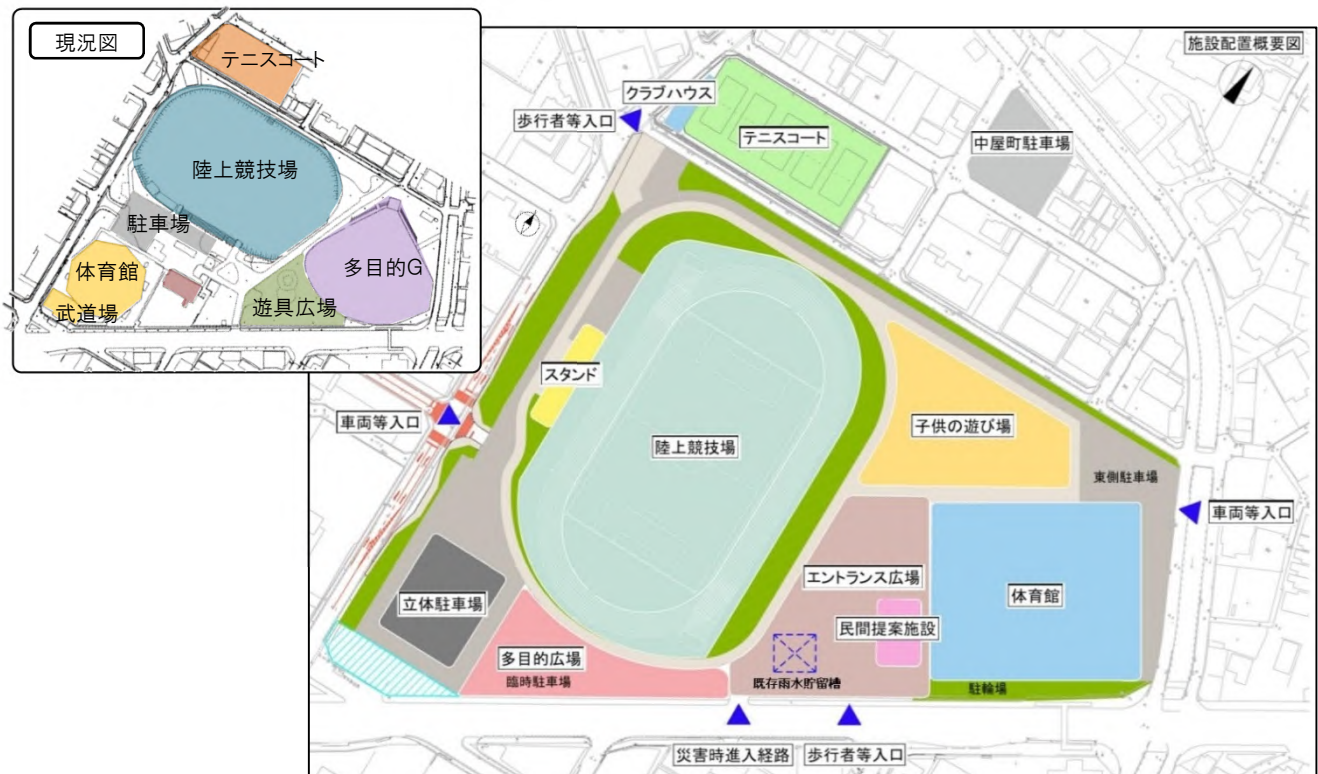 現況図
テニスコート
陸上競技場
駐車場
体育館
多目的G
武道場
遊具広場
施設配置概要図
クラブハウス
歩行者等入口
テニスコート
中屋町駐車場
スタンド
車両等入口
陸上競技場
子供の遊び場
東側駐車場
車両等入口
エントランス広場
体育館
立体駐車場
民間提案施設
多目的広場
臨時駐車場
既存雨水貯留槽
駐輪場
災害時進入経路
歩行者等入口